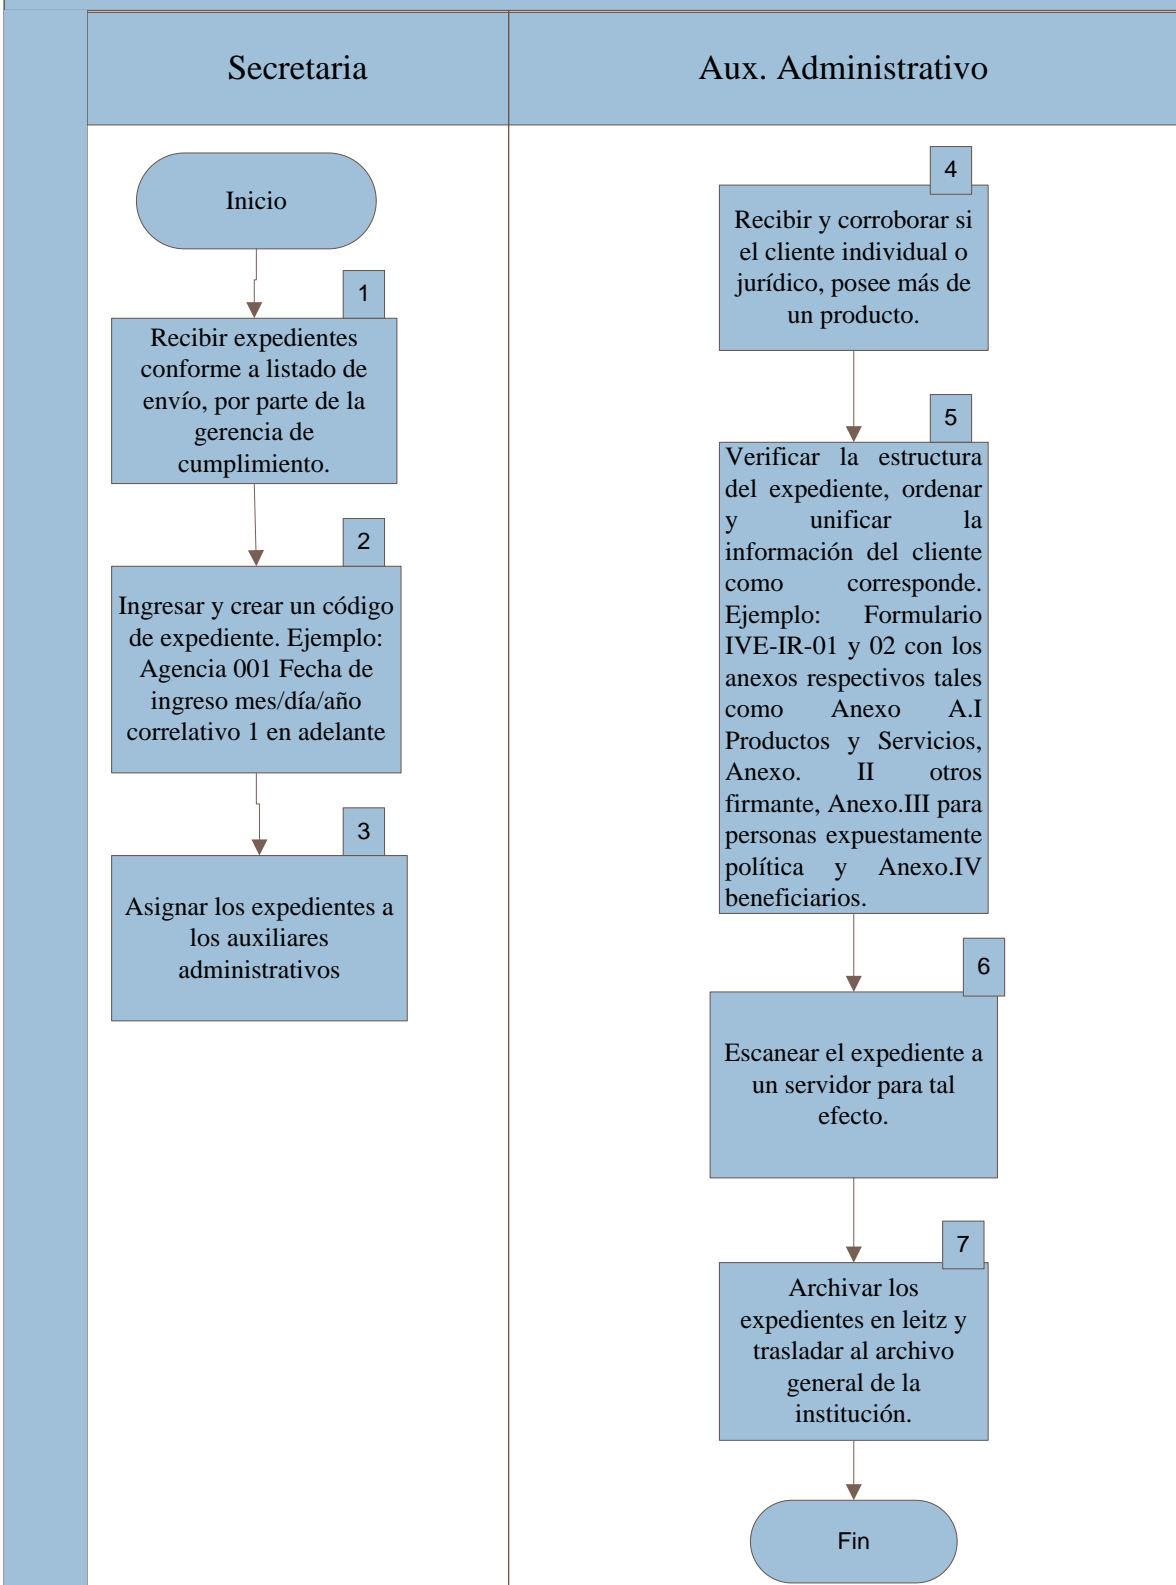 Secretaria
Aux. Administrativo
Inicio
1
Recibir expedientes
conforme a listado de
envío, por parte de la
gerencia de
cumplimiento.
2
Ingresar y crear un código
de expediente. Ejemplo:
Agencia 001 Fecha de
ingreso mes/día/año
correlativo 1 en adelante
3
Asignar los expedientes a
los auxiliares
administrativos
4
Recibir y corroborar si
el cliente individual o
jurídico, posee más de
un producto.
5
Verificar la estructura
del expediente, ordenar
y unificar la
información del cliente
como corresponde.
Ejemplo: Formulario
IVE-IR-01 y 02 con los
anexos respectivos tales
como Anexo A.I
Productos y Servicios,
Anexo. II otros
firmante, Anexo.III para
personas expuestamente
política y Anexo.IV
beneficiarios.
6
Escanear el expediente a
un servidor para tal
efecto.
7
Archivar los
expedientes en leitz y
trasladar al archivo
general de la
institución.
Fin